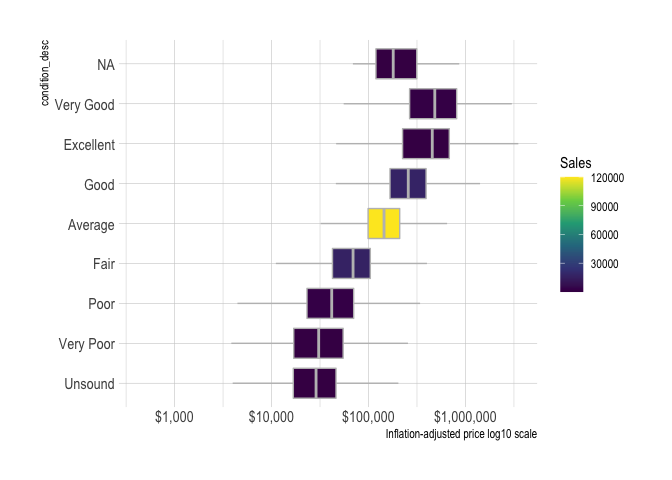 condition_desc
NA
Very Good
Excellent
Good
Average
Fair
Poor
Very Poor
Unsound
$1,000 $10,000 $100,000 $1,000,000
Inflation-adjusted price log10 scale
Sales
120000
90000
60000
30000